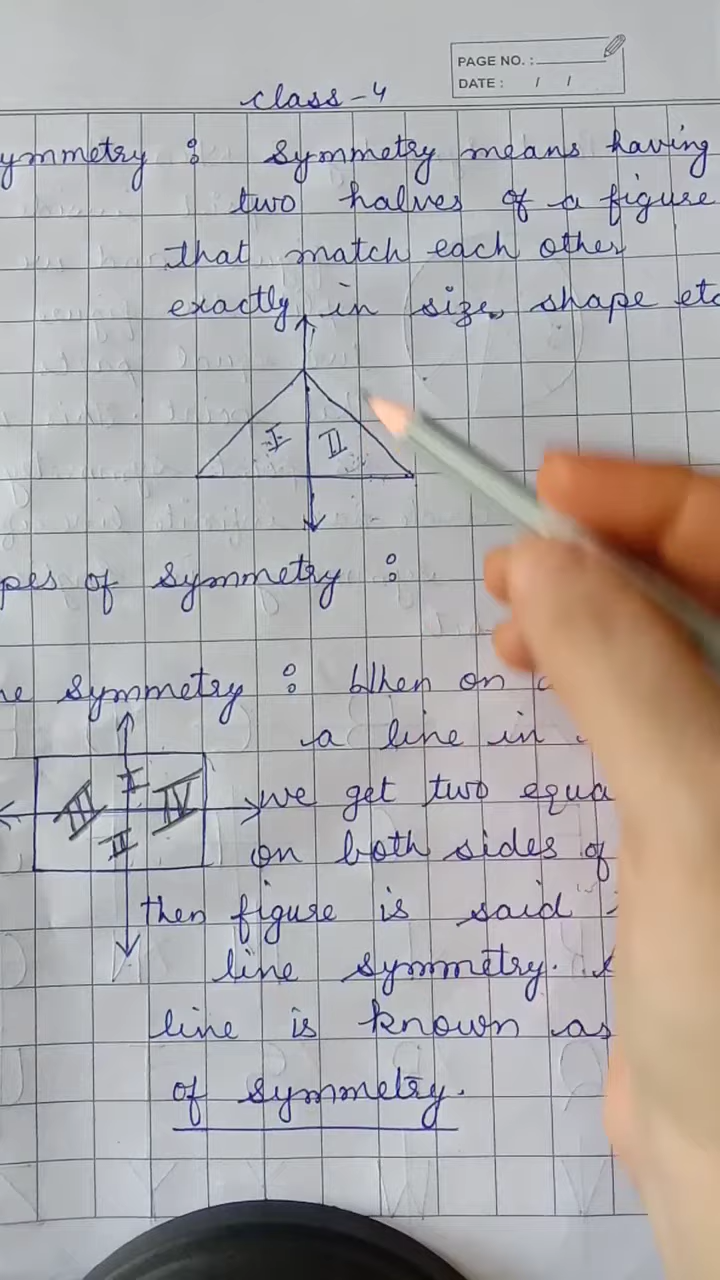 PAGE NO. :
DATE : / /
class-4
ymmetry : Symmetry means having
two halves of a figure
that match each other
exactly in size, shape etc
I II
pes of Symmetry :
ne Symmetry : When on
a line in
we get two equa
III I IV
II
on both sides of
then figure is said
line symmetry.
line is known as
of symmetry.